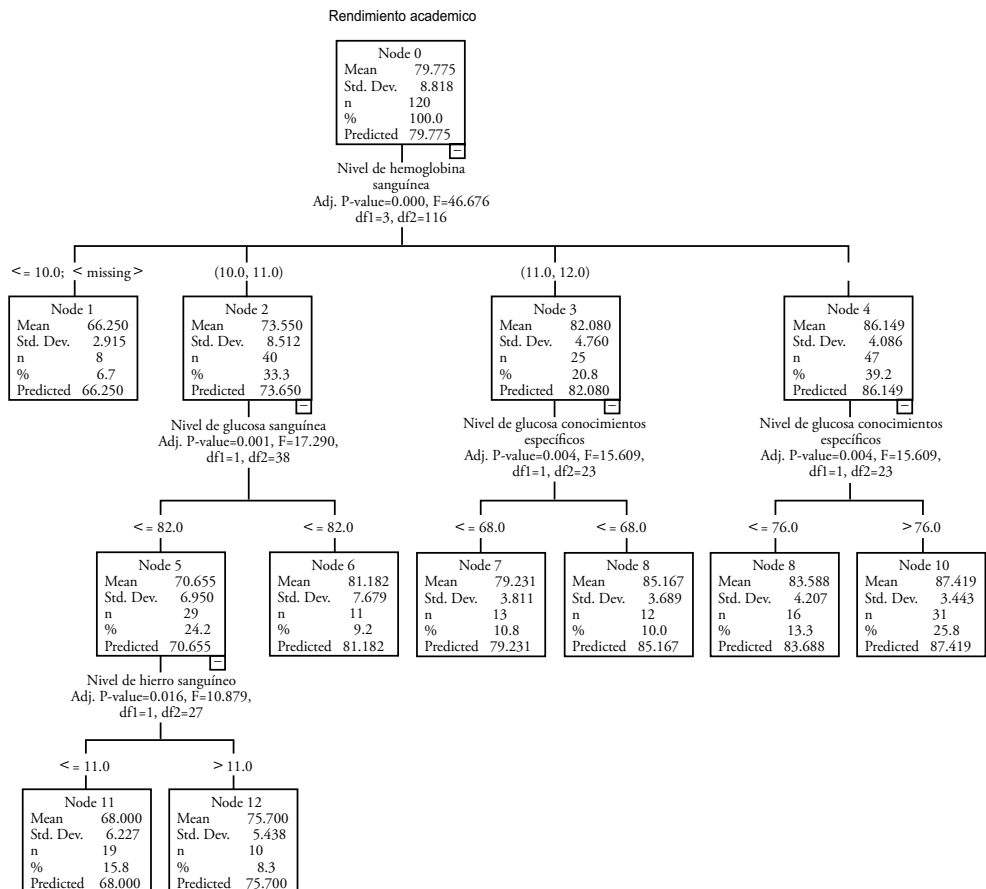 Rendimiento academico
Node 0
Mean 79.775
Std. Dev. 8.818
n 120
% 100.0
Predicted 79.775
Nivel de hemoglobina
sanguínea
Adj. P-value=0.000, F=46.676
df1=3, df2=116
<= 10.0; < missing>
(10.0, 11.0)
(11.0, 12.0)
Node 1
Mean 66.250
Std. Dev. 2.915
n 8
% 6.7
Predicted 66.250
Node 2
Mean 73.550
Std. Dev. 8.512
n 40
% 33.3
Predicted 73.650
Node 3
Mean 82.080
Std. Dev. 4.760
n 25
% 20.8
Predicted 82.080
Node 4
Mean 86.149
Std. Dev. 4.086
n 47
% 39.2
Predicted 86.149
Nivel de glucosa sanguínea
Adj. P-value=0.001, F=17.290,
df1=1, df2=38
Nivel de glucosa conocimientos
específicos
Adj. P-value=0.004, F=15.609,
df1=1, df2=23
Nivel de glucosa conocimientos
específicos
Adj. P-value=0.004, F=15.609,
df1=1, df2=23
<= 82.0
<= 82.0
<= 68.0
<= 68.0
<= 76.0
>76.0
Node 5
Mean 70.655
Std. Dev. 6.950
n 29
% 24.2
Predicted 70.655
Node 6
Mean 81.182
Std. Dev. 7.679
n 11
% 9.2
Predicted 81.182
Node 7
Mean 79.231
Std. Dev. 3.811
n 13
% 10.8
Predicted 79.231
Node 8
Mean 85.167
Std. Dev. 3.689
n 12
% 10.0
Predicted 85.167
Node 8
Mean 83.588
Std. Dev. 4.207
n 16
% 13.3
Predicted 83.688
Node 10
Mean 87.419
Std. Dev. 3.443
n 31
% 25.8
Predicted 87.419
Nivel de hierro sanguíneo
Adj. P-value=0.016, F=10.879,
df1=1, df2=27
<= 11.0
> 11.0
Node 11
Mean 68.000
Std. Dev. 6.227
n 19
% 15.8
Predicted 68.000
Node 12
Mean 75.700
Std. Dev. 5.438
n 10
% 8.3
Predicted 75.700